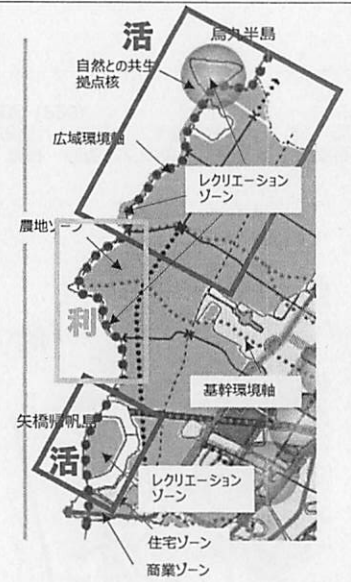 活
烏丸半島
自然との共生
拠点核
広域環境軸
レクリエーション
ゾーン
農地ゾーン
利
基幹環境軸
矢橋帰帆島
活
レクリエーション
ゾーン
住宅ゾーン
商業ゾーン